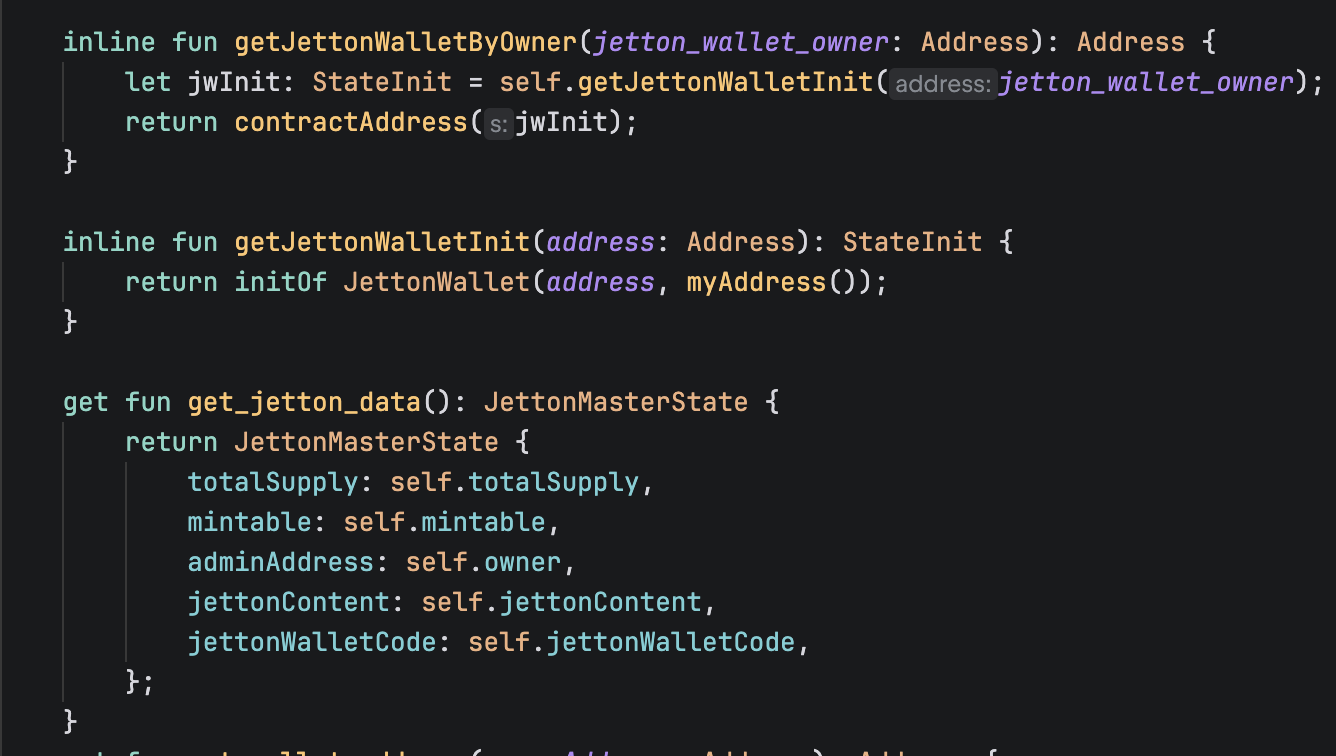 inline fun getJettonWalletByOwner(jetton_wallet_owner: Address): Address {
let jwInit: StateInit = self.getJettonWalletInit(address: jetton_wallet_owner);
return contractAddress(s: jwInit);
}
inline fun getJettonWalletInit(address: Address): StateInit {
return initOf JettonWallet(address, myAddress());
}
get fun get_jetton_data(): JettonMasterState {
return JettonMasterState {
totalSupply: self.totalSupply,
mintable: self.mintable,
adminAddress: self.owner,
jettonContent: self.jettonContent,
jettonWalletCode: self.jettonWalletCode,
};
}